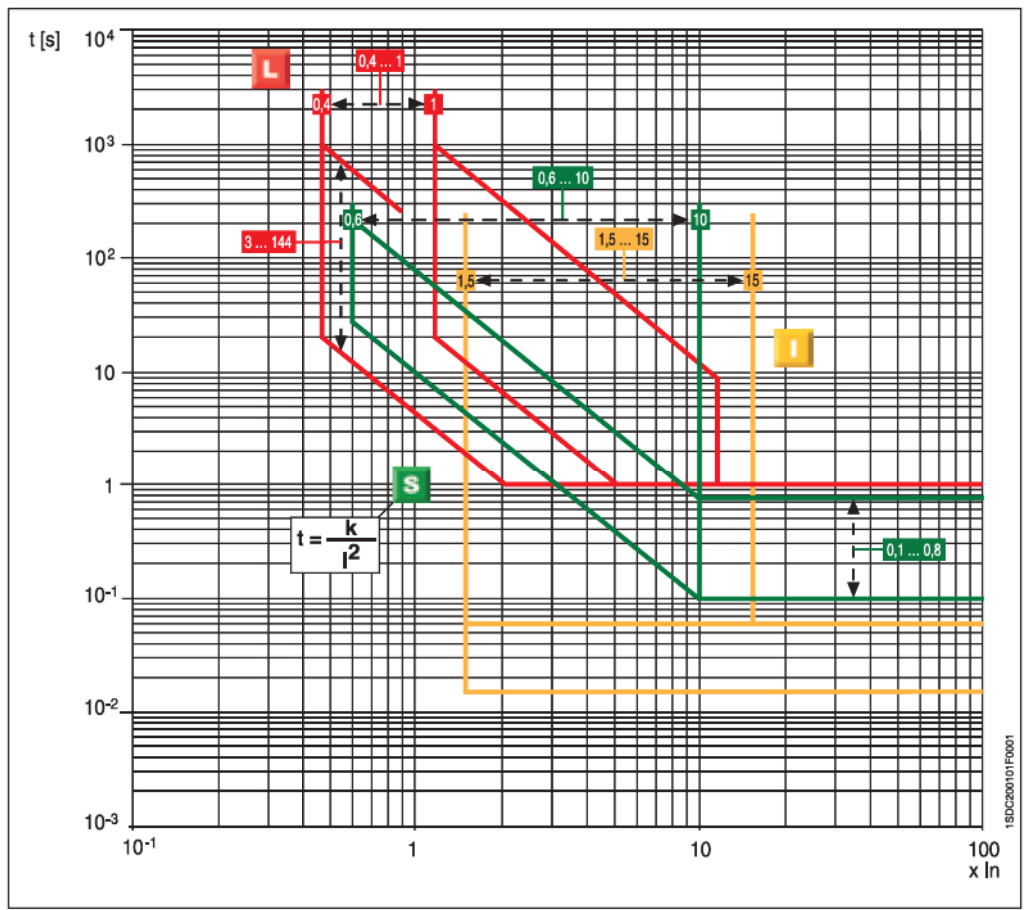 t [s]
10⁴
L
0,4 ... 1
0,4
1
10³
0,6 ... 10
0,6
10
3 ... 144
1,5 ... 15
10²
1,5
15
I
10
1
S
t = k
I²
0,1 ... 0,8
10⁻¹
10⁻²
10⁻³
10⁻¹
1
10
100
x In
1SDC200101F0001